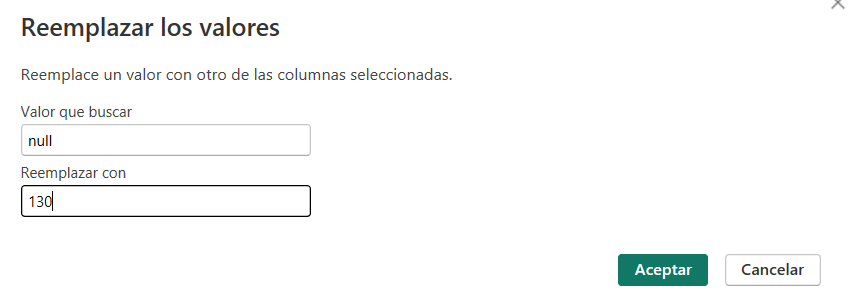 Reemplazar los valores
Reemplace un valor con otro de las columnas seleccionadas.
Valor que buscar
null
Reemplazar con
130
Aceptar
Cancelar